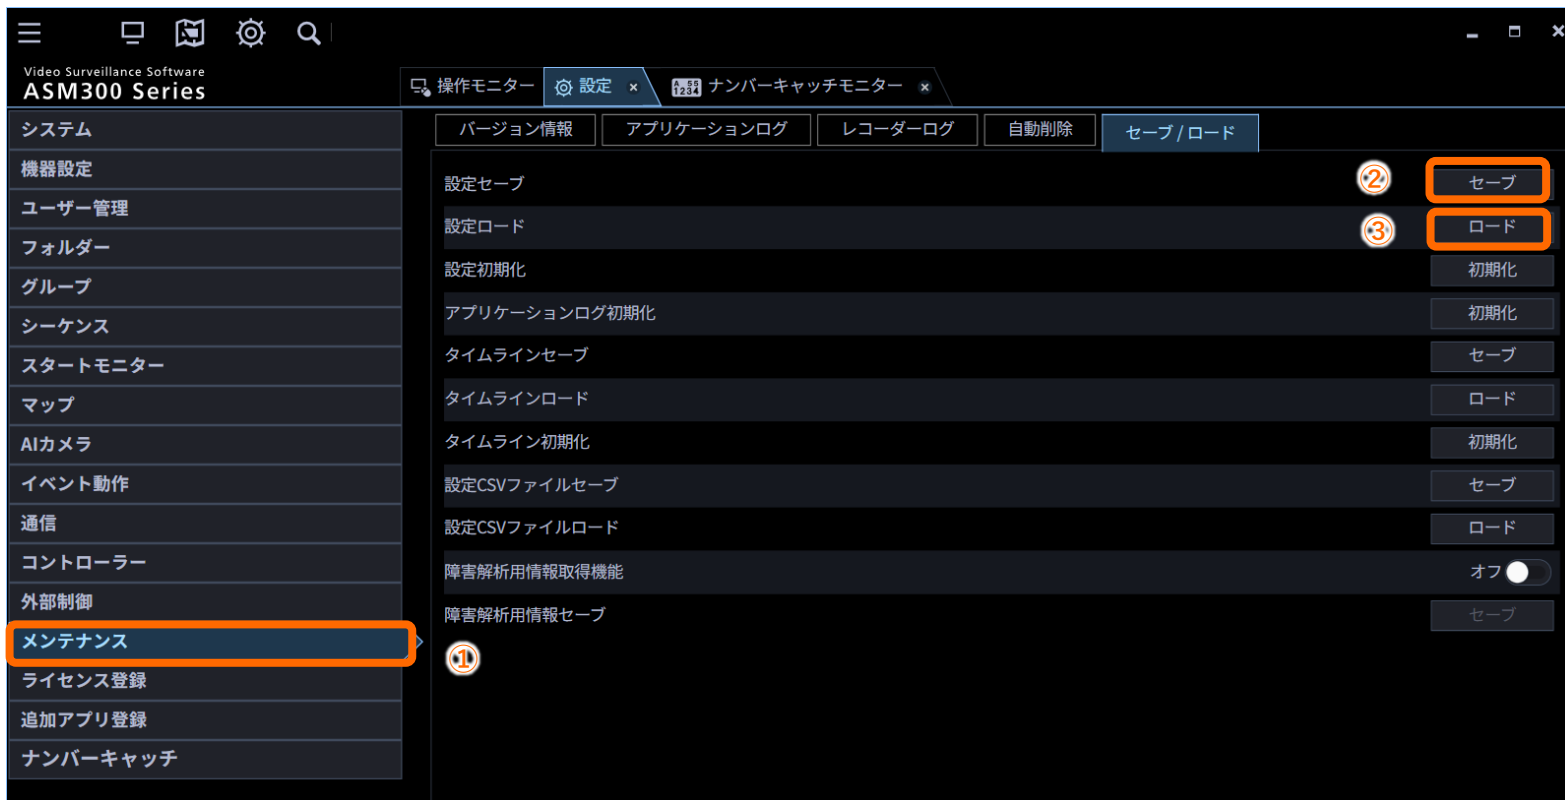 Video Surveillance Software
ASM300 Series
操作モニター
設定
A 55
1234
ナンバーキャッチモニター
システム
機器設定
ユーザー管理
フォルダー
グループ
シーケンス
スタートモニター
マップ
AIカメラ
イベント動作
通信
コントローラー
外部制御
メンテナンス
①
ライセンス登録
追加アプリ登録
ナンバーキャッチ
バージョン情報
アプリケーションログ
レコーダーログ
自動削除
セーブ / ロード
設定セーブ ② セーブ
設定ロード ③ ロード
設定初期化 初期化
アプリケーションログ初期化 初期化
タイムラインセーブ セーブ
タイムラインロード ロード
タイムライン初期化 初期化
設定CSVファイルセーブ セーブ
設定CSVファイルロード ロード
障害解析用情報取得機能 オフ
障害解析用情報セーブ セーブ